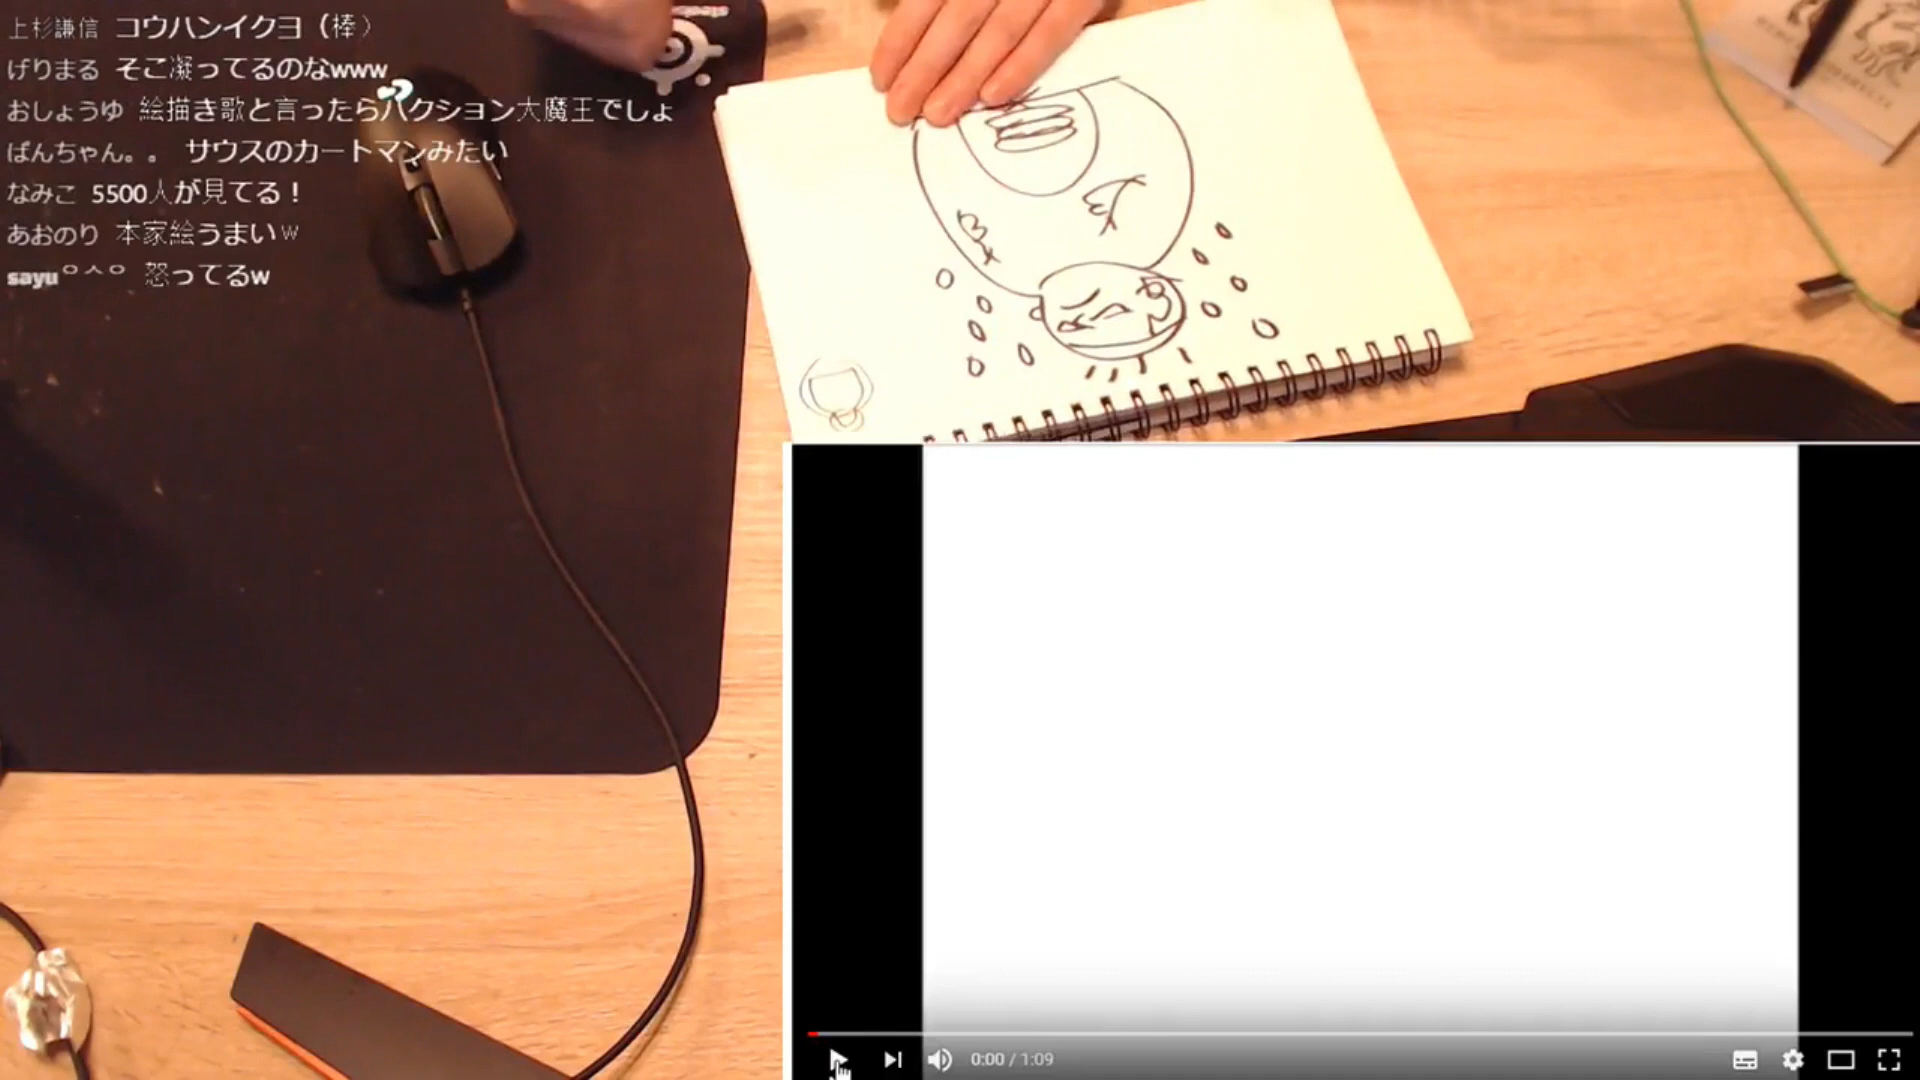 上杉謙信 コウハンイクヨ（棒）
げりまる そこ凝ってるのなwww
おしょうゆ 絵描き歌と言ったらハクション大魔王でしょ
ばんちゃん。。 サウスのカートマンみたい
なみこ 5500人が見てる！
あおのり 本家絵うまいｗ
sayu°^° 怒ってるw
0:00 / 1:09